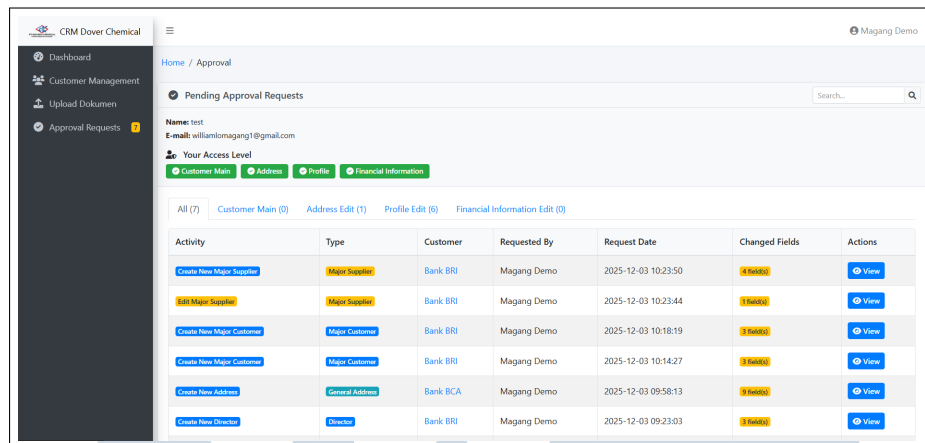 CRM Dover Chemical
Magang Demo
Dashboard
Customer Management
Upload Dokumen
Approval Requests 7
Home / Approval
Pending Approval Requests
Search...
Name: test
E-mail: williamlomagang1@gmail.com
Your Access Level
Customer Main Address Profile Financial Information
All (7) Customer Main (0) Address Edit (1) Profile Edit (6) Financial Information Edit (0)
Activity Type Customer Requested By Request Date Changed Fields Actions
Create New Major Supplier Major Supplier Bank BRI Magang Demo 2025-12-03 10:23:50 4 field(s) View
Edit Major Supplier Major Supplier Bank BRI Magang Demo 2025-12-03 10:23:44 1 field(s) View
Create New Major Customer Major Customer Bank BRI Magang Demo 2025-12-03 10:18:19 3 field(s) View
Create New Major Customer Major Customer Bank BRI Magang Demo 2025-12-03 10:14:27 3 field(s) View
Create New Address General Address Bank BCA Magang Demo 2025-12-03 09:58:13 9 field(s) View
Create New Director Director Bank BRI Magang Demo 2025-12-03 09:23:03 3 field(s) View